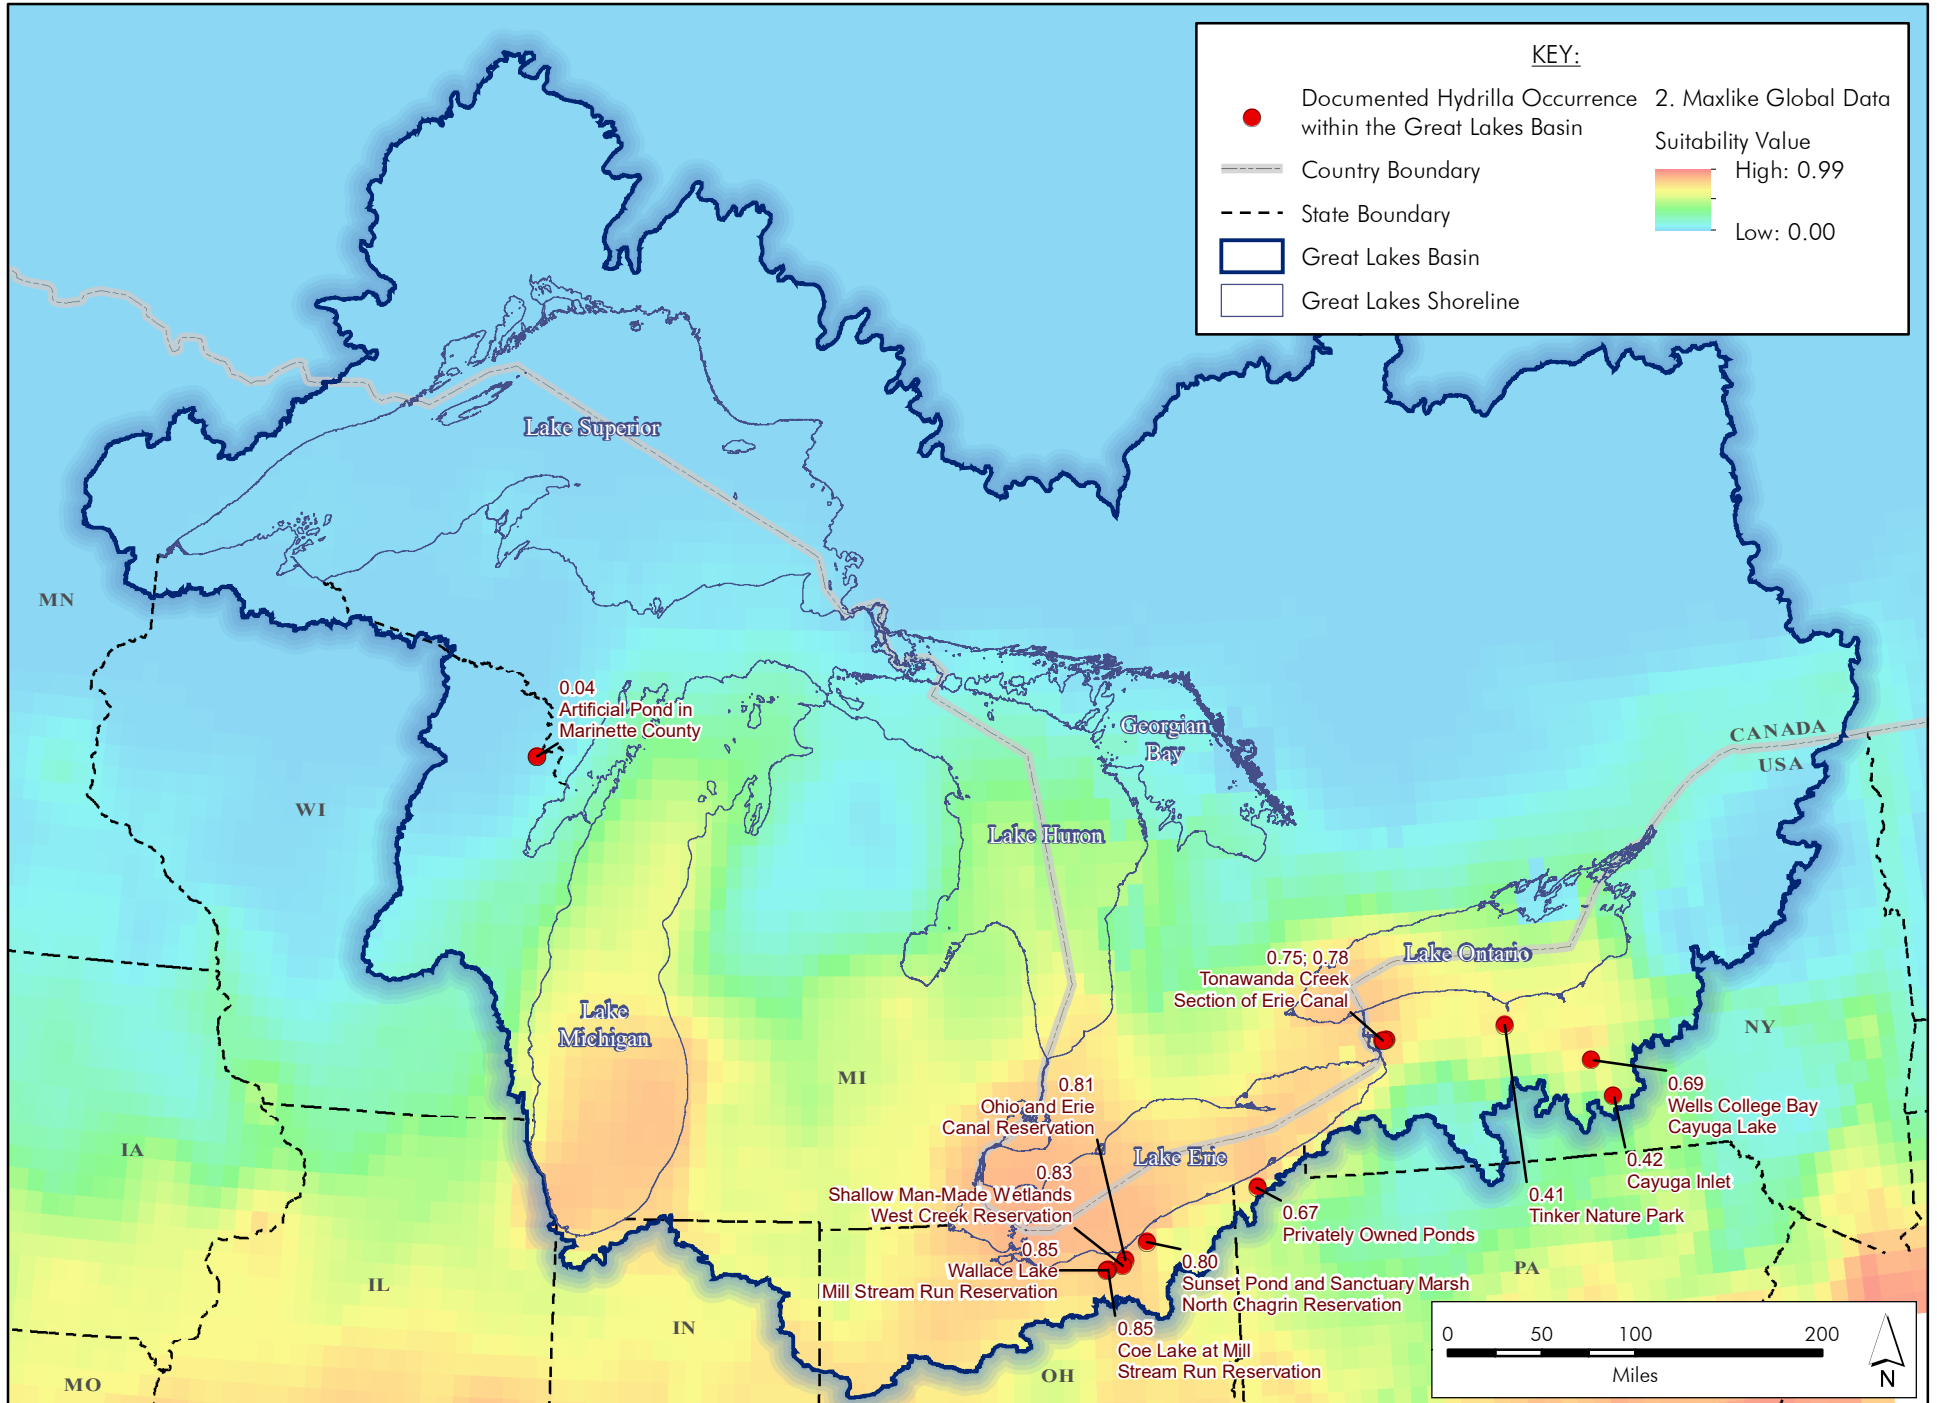 KEY:
Documented Hydrilla Occurrence
within the Great Lakes Basin
Country Boundary
State Boundary
Great Lakes Basin
Great Lakes Shoreline
2. Maxlike Global Data
Suitability Value
High: 0.99
Low: 0.00
Lake Superior
MN
0.04
Artificial Pond in
Marinette County
Georgian
Bay
CANADA
USA
WI
Lake Huron
0.75; 0.78
Tonawanda Creek
Section of Erie Canal
Lake Ontario
Lake
Michigan
NY
MI
0.81
Ohio and Erie
Canal Reservation
0.69
Wells College Bay
Cayuga Lake
IA
Lake Erie
0.83
Shallow Man-Made Wetlands
West Creek Reservation
0.42
Cayuga Inlet
0.41
Tinker Nature Park
0.67
Privately Owned Ponds
0.85
Wallace Lake
Mill Stream Run Reservation
0.80
Sunset Pond and Sanctuary Marsh
North Chagrin Reservation
PA
IL
IN
0.85
Coe Lake at Mill
Stream Run Reservation
OH
MO
0 50 100 200
Miles
N